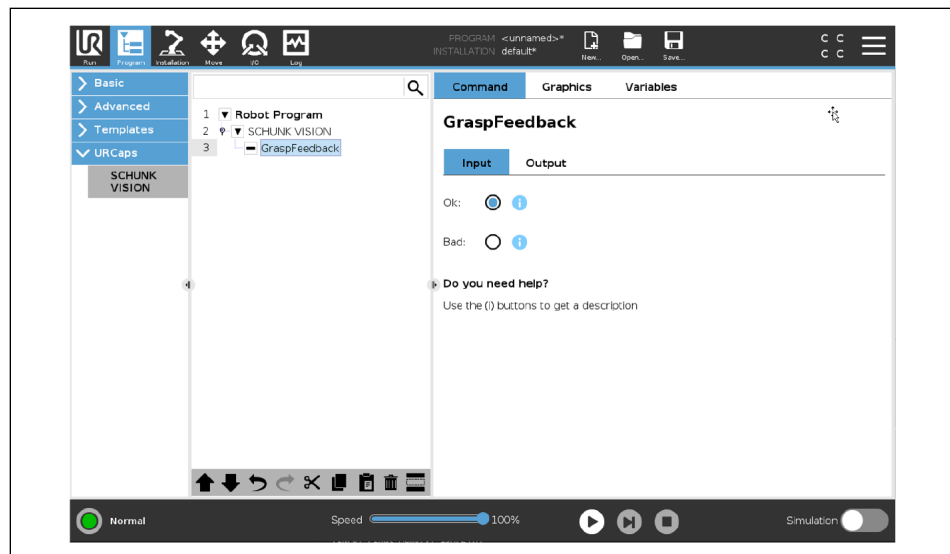 UR
PROGRAM <unnamed>*
INSTALLATION default*
C C
C C
Run Program Installation Move I/O Log New... Open... Save...
Basic
Advanced
Templates
URCaps
SCHUNK
VISION
1 Robot Program
2 SCHUNK VISION
3 GraspFeedback
Command Graphics Variables
GraspFeedback
Input Output
Ok: i
Bad: i
Do you need help?
Use the (i) buttons to get a description
Normal
Speed 100%
Simulation